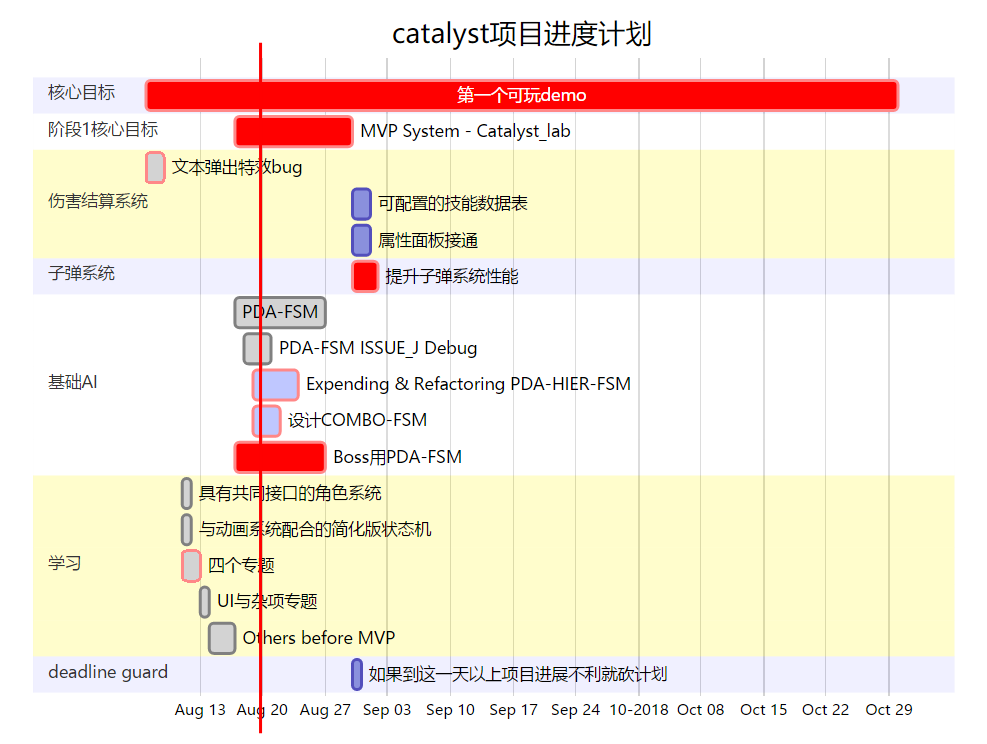 catalyst项目进度计划
核心目标
第一个可玩demo
阶段1核心目标
MVP System - Catalyst_lab
文本弹出特效bug
伤害结算系统
可配置的技能数据表
属性面板接通
子弹系统
提升子弹系统性能
PDA-FSM
PDA-FSM ISSUE_J Debug
基础AI
Expending & Refactoring PDA-HIER-FSM
设计COMBO-FSM
Boss用PDA-FSM
具有共同接口的角色系统
与动画系统配合的简化版状态机
学习
四个专题
UI与杂项专题
Others before MVP
deadline guard
如果到这一天以上项目进展不利就砍计划
Aug 13 Aug 20 Aug 27 Sep 03 Sep 10 Sep 17 Sep 24 10-2018 Oct 08 Oct 15 Oct 22 Oct 29